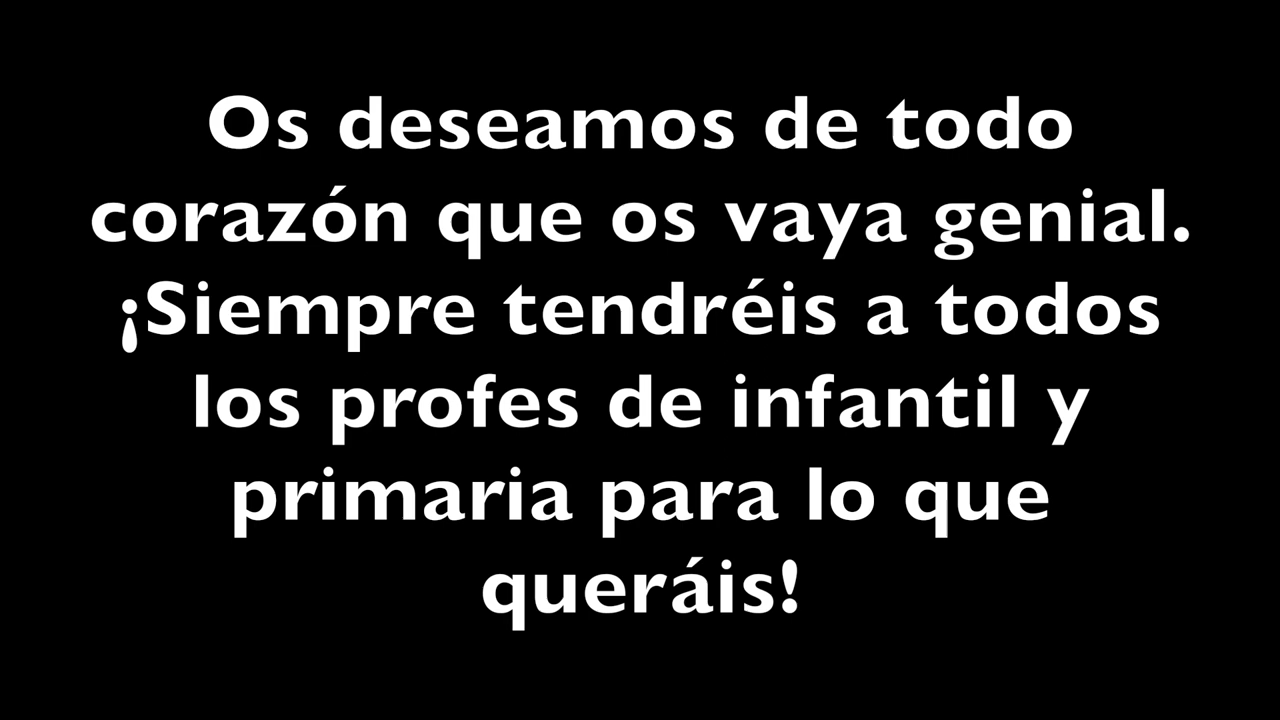 Os deseamos de todo
corazón que os vaya genial.
¡Siempre tendréis a todos
los profes de infantil y
primaria para lo que
queráis!